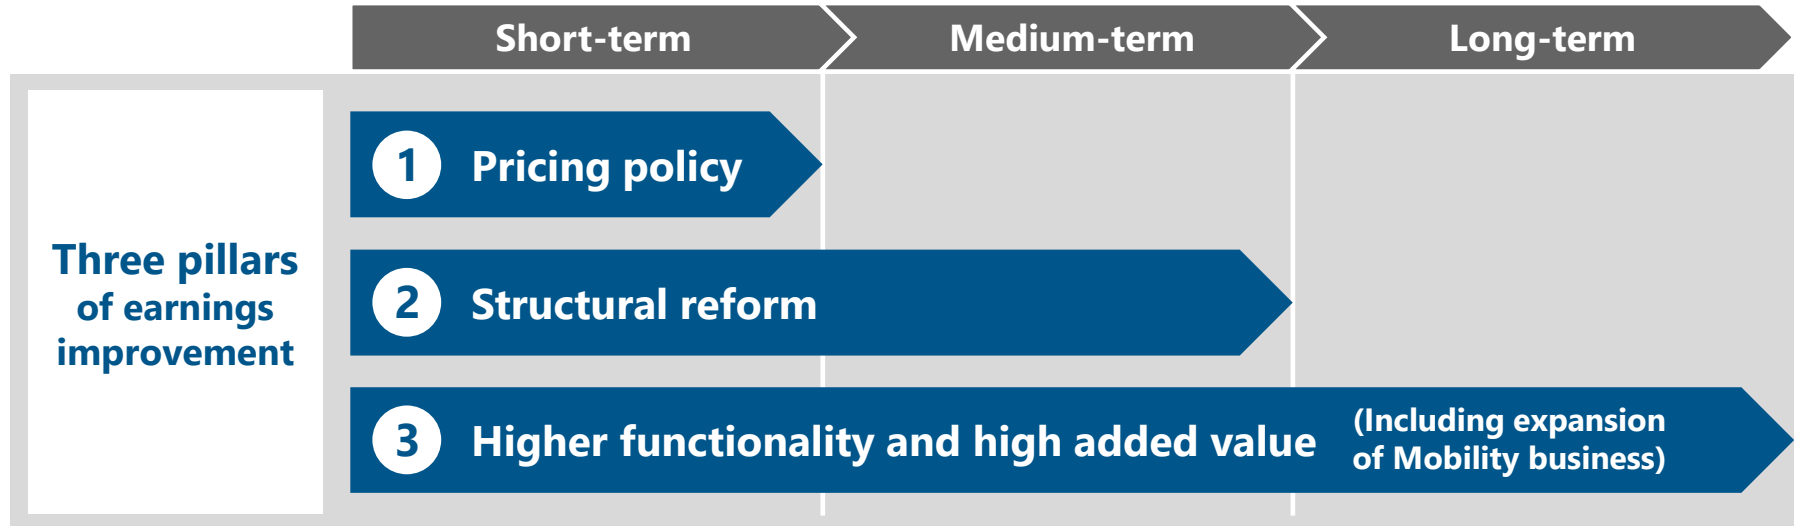 Short-term
Medium-term
Long-term
Three pillars
of earnings
improvement
1 Pricing policy
2 Structural reform
3 Higher functionality and high added value
(Including expansion
of Mobility business)